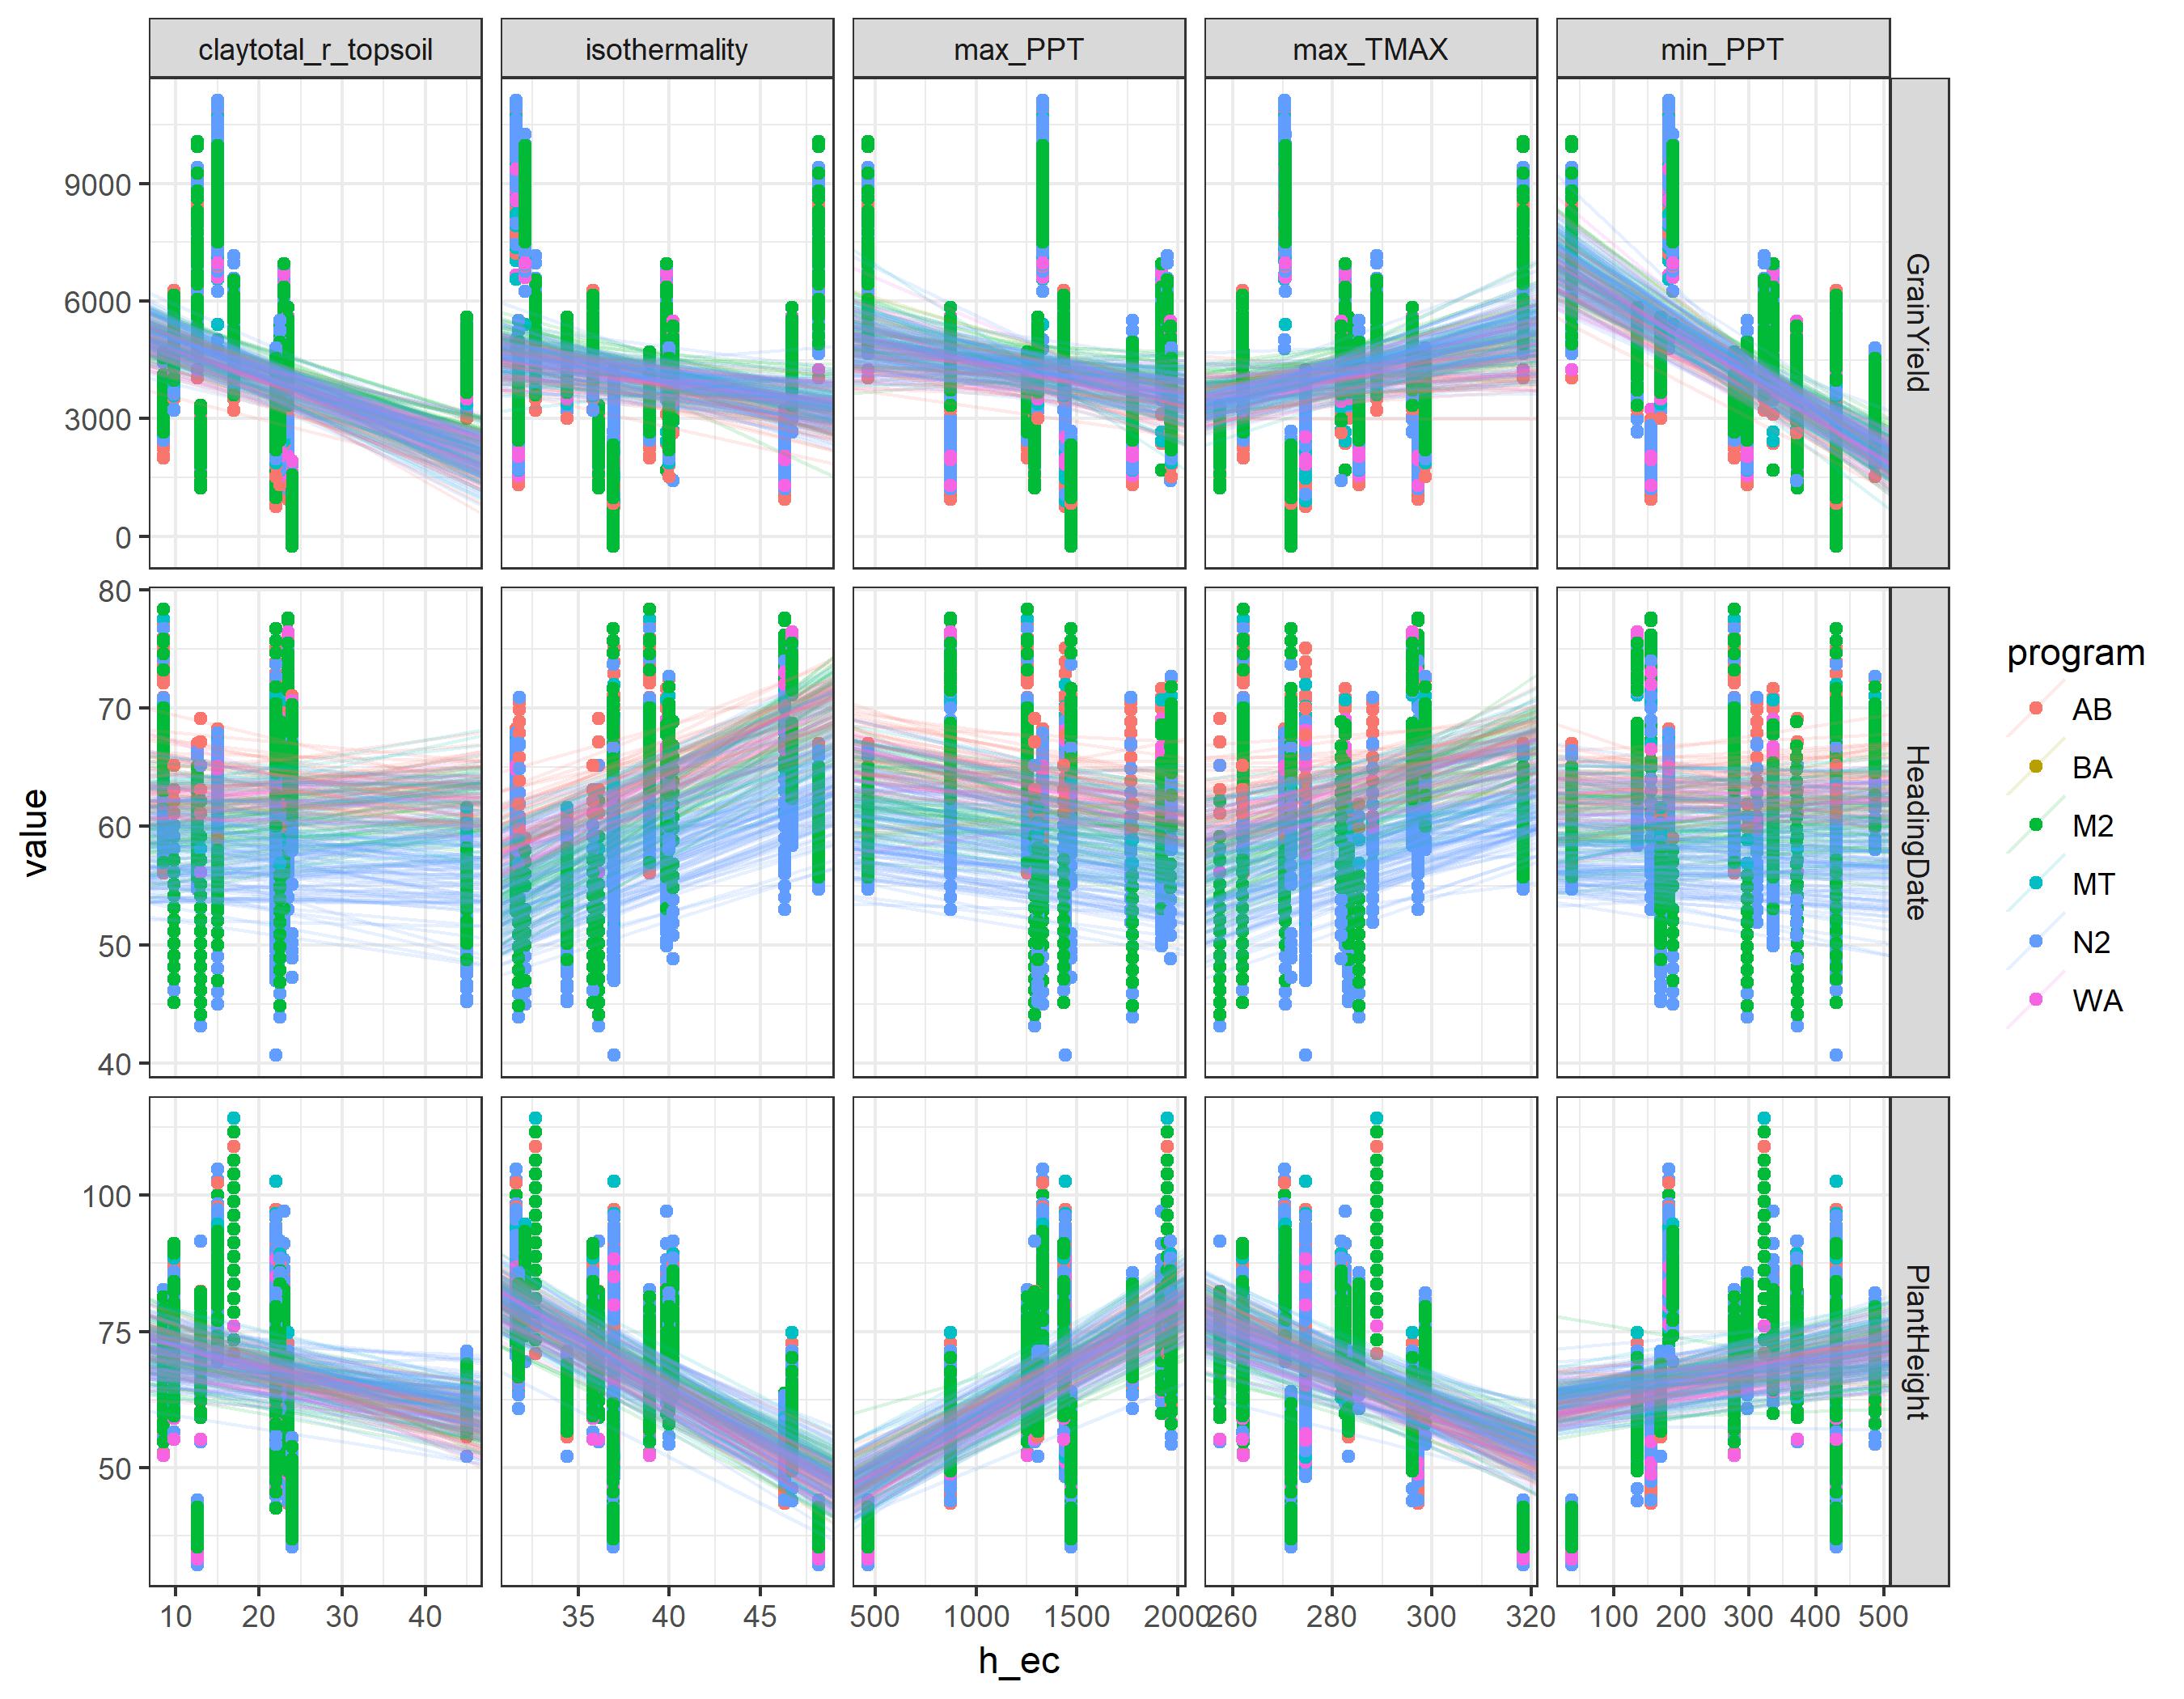 claytotal_r_topsoil isothermality max_PPT max_TMAX min_PPT
9000
6000
3000
0
GrainYield
80
70
60
50
40
HeadingDate
100
75
50
PlantHeight
value
10 20 30 40 35 40 45 500 1000 1500 2000 260 280 300 320 100 200 300 400 500
h_ec
program
AB
BA
M2
MT
N2
WA